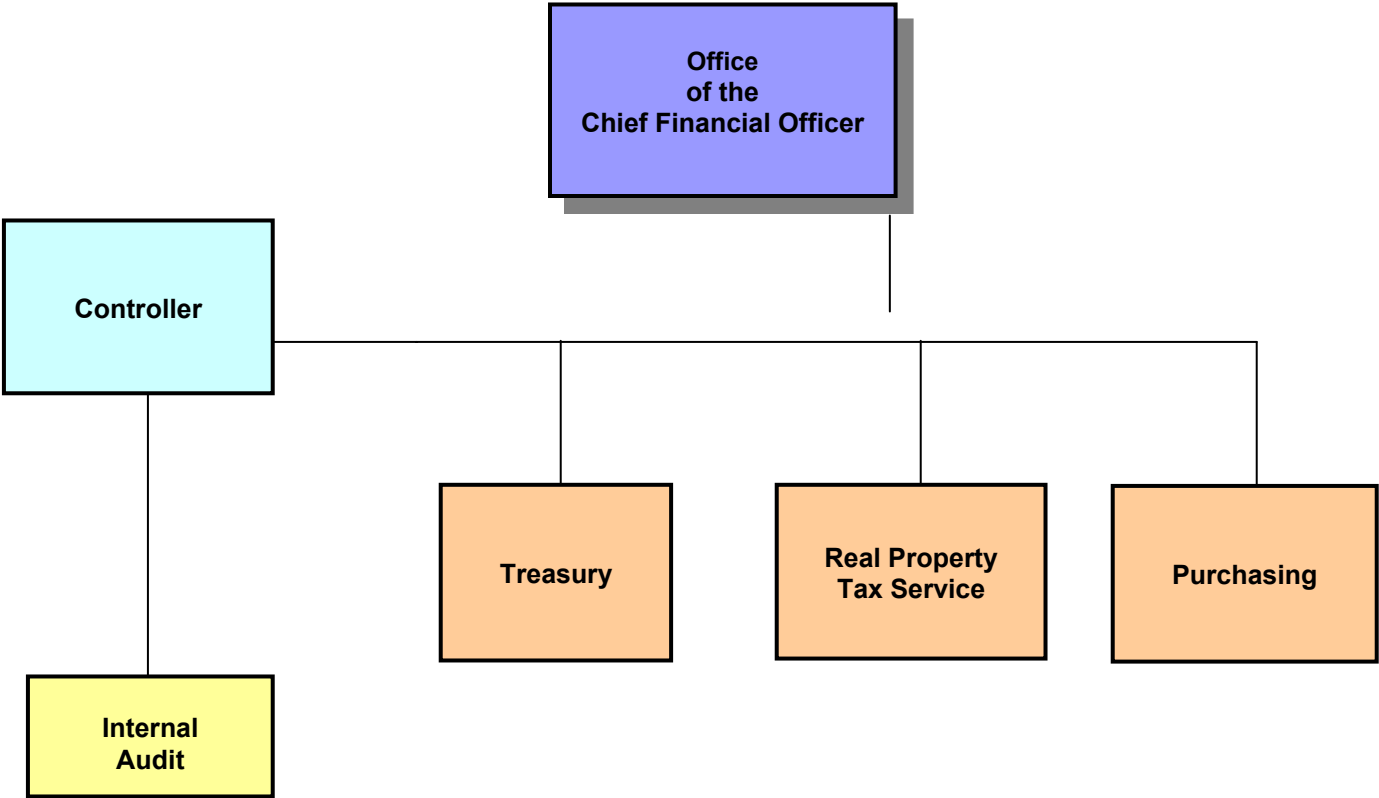 Office
of the
Chief Financial Officer
Controller
Treasury
Real Property
Tax Service
Purchasing
Internal
Audit